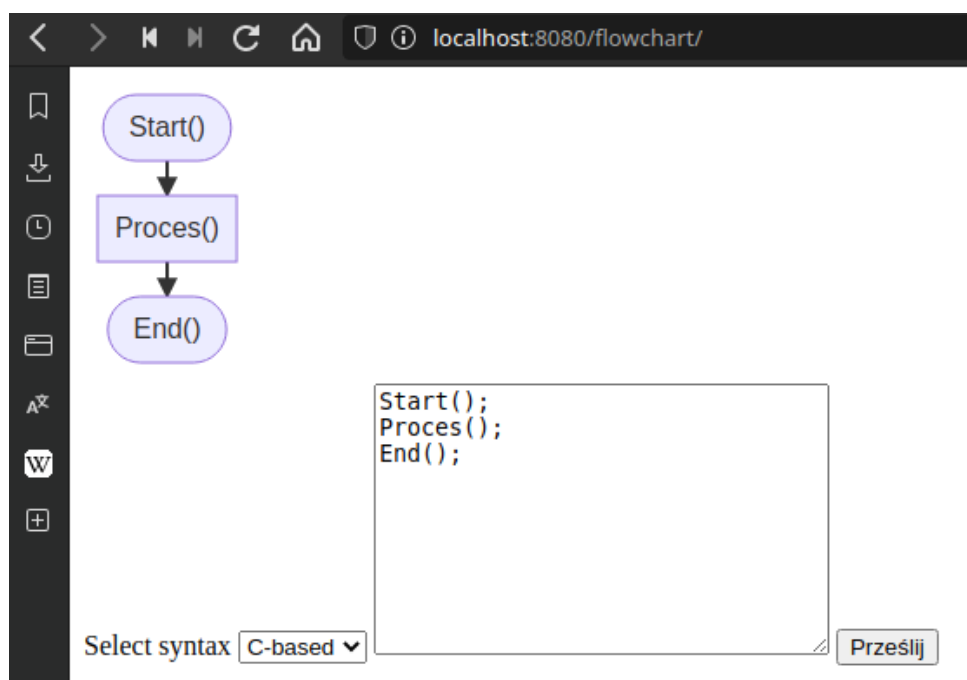 localhost:8080/flowchart/
Start()
Proces()
End()
Start();
Proces();
End();
Select syntax C-based Prześlij